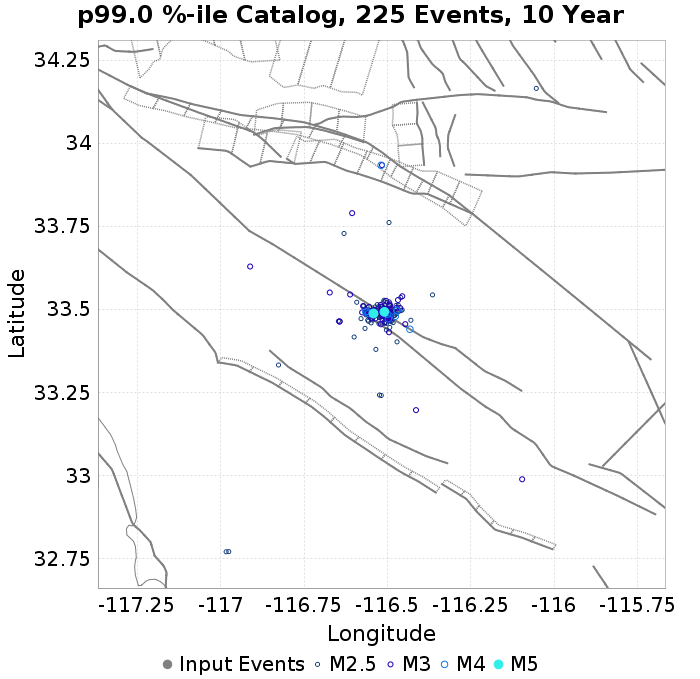 p99.0 %-ile Catalog, 225 Events, 10 Year
34.25
34
33.75
33.5
33.25
33
32.75
Latitude
-117.25 -117 -116.75 -116.5 -116.25 -116 -115.75
Longitude
Input Events M2.5 M3 M4 M5